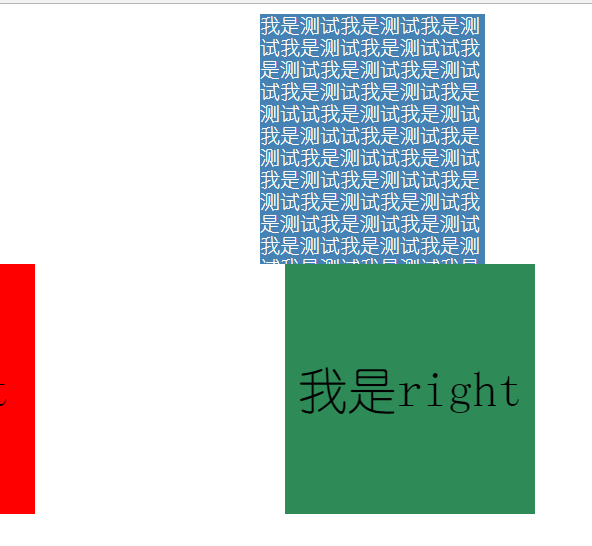 我是测试我是测试我是测
试我是测试我是测试试我
是测试我是测试我是测试
试我是测试我是测试我是
测试试我是测试我是测试
我是测试试我是测试我是
测试我是测试试我是测试
我是测试我是测试试我是
测试我是测试我是测试我
是测试我是测试我是测试
我是测试我是测试我是测
试我是测试我是测试我是
t
我是right